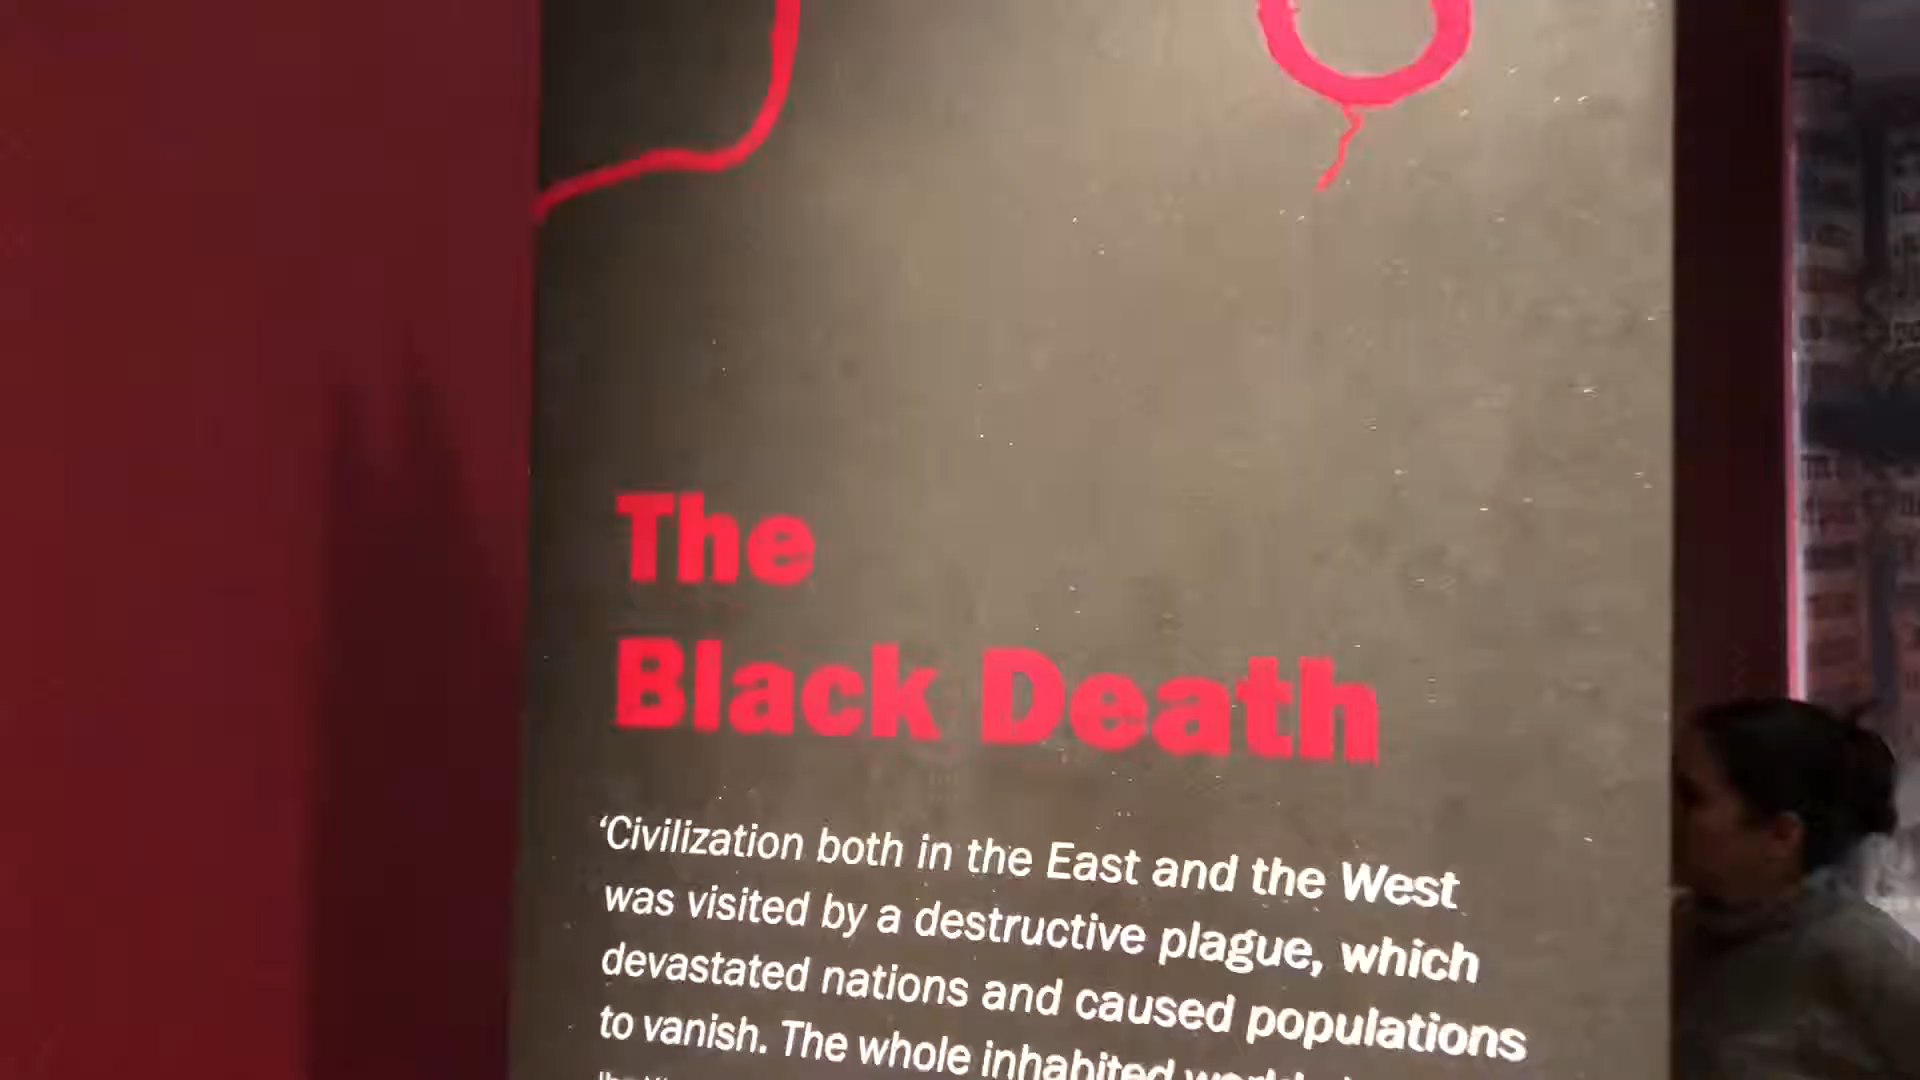 The
Black Death
‘Civilization both in the East and the West
was visited by a destructive plague, which
devastated nations and caused populations
to vanish. The whole inhabited world